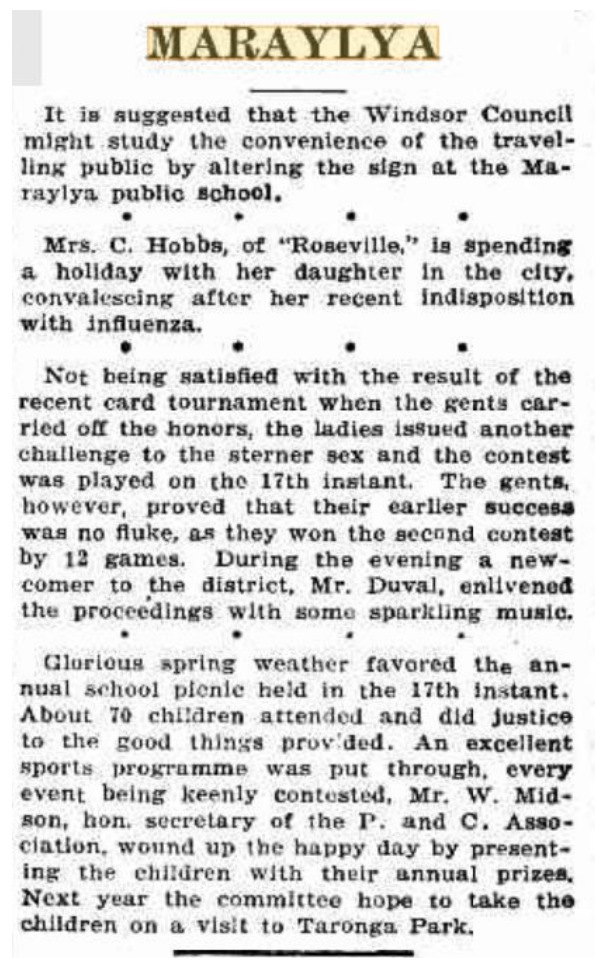 MARAYLYA
It is suggested that the Windsor Council
might study the convenience of the travel-
ling public by altering the sign at the Ma-
raylya public school.
Mrs. C. Hobbs, of "Roseville," is spending
a holiday with her daughter in the city,
convalescing after her recent indisposition
with influenza.
Not being satisfied with the result of the
recent card tournament when the gents car-
ried off the honors, the ladies issued another
challenge to the sterner sex and the contest
was played on the 17th instant. The gents,
however, proved that their earlier success
was no fluke, as they won the second contest
by 12 games. During the evening a new-
comer to the district, Mr. Duval, enlivened
the proceedings with some sparkling music.
Glorious spring weather favored the an-
nual school picnic held in the 17th instant.
About 70 children attended and did justice
to the good things provided. An excellent
sports programme was put through, every
event being keenly contested, Mr. W. Mid-
son, hon. secretary of the P. and C. Asso-
ciation, wound up the happy day by present-
ing the children with their annual prizes.
Next year the committee hope to take the
children on a visit to Taronga Park.